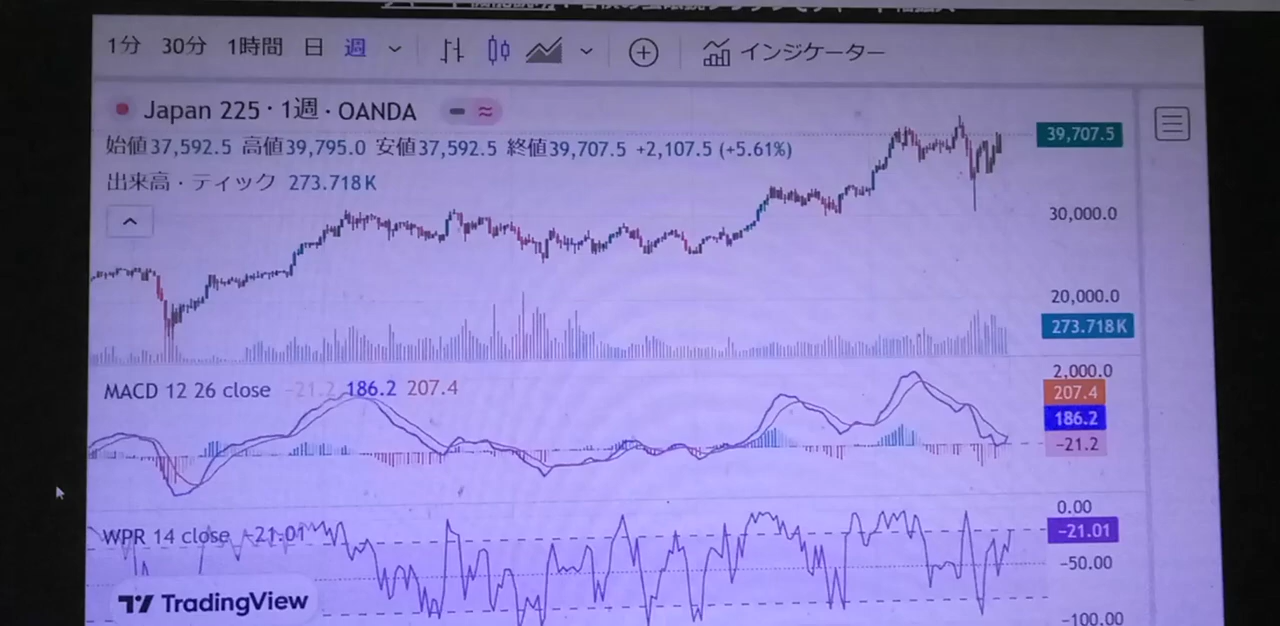 1分 30分 1時間 日 週 インジケーター
Japan 225 · 1週 · OANDA
始値37,592.5 高値39,795.0 安値37,592.5 終値39,707.5 +2,107.5 (+5.61%)
39,707.5
出来高・ティック 273.718K
30,000.0
20,000.0
273.718K
MACD 12 26 close −21.2 186.2 207.4
2,000.0
207.4
186.2
−21.2
WPR 14 close −21.01
0.00
−21.01
−50.00
−100.00
TradingView